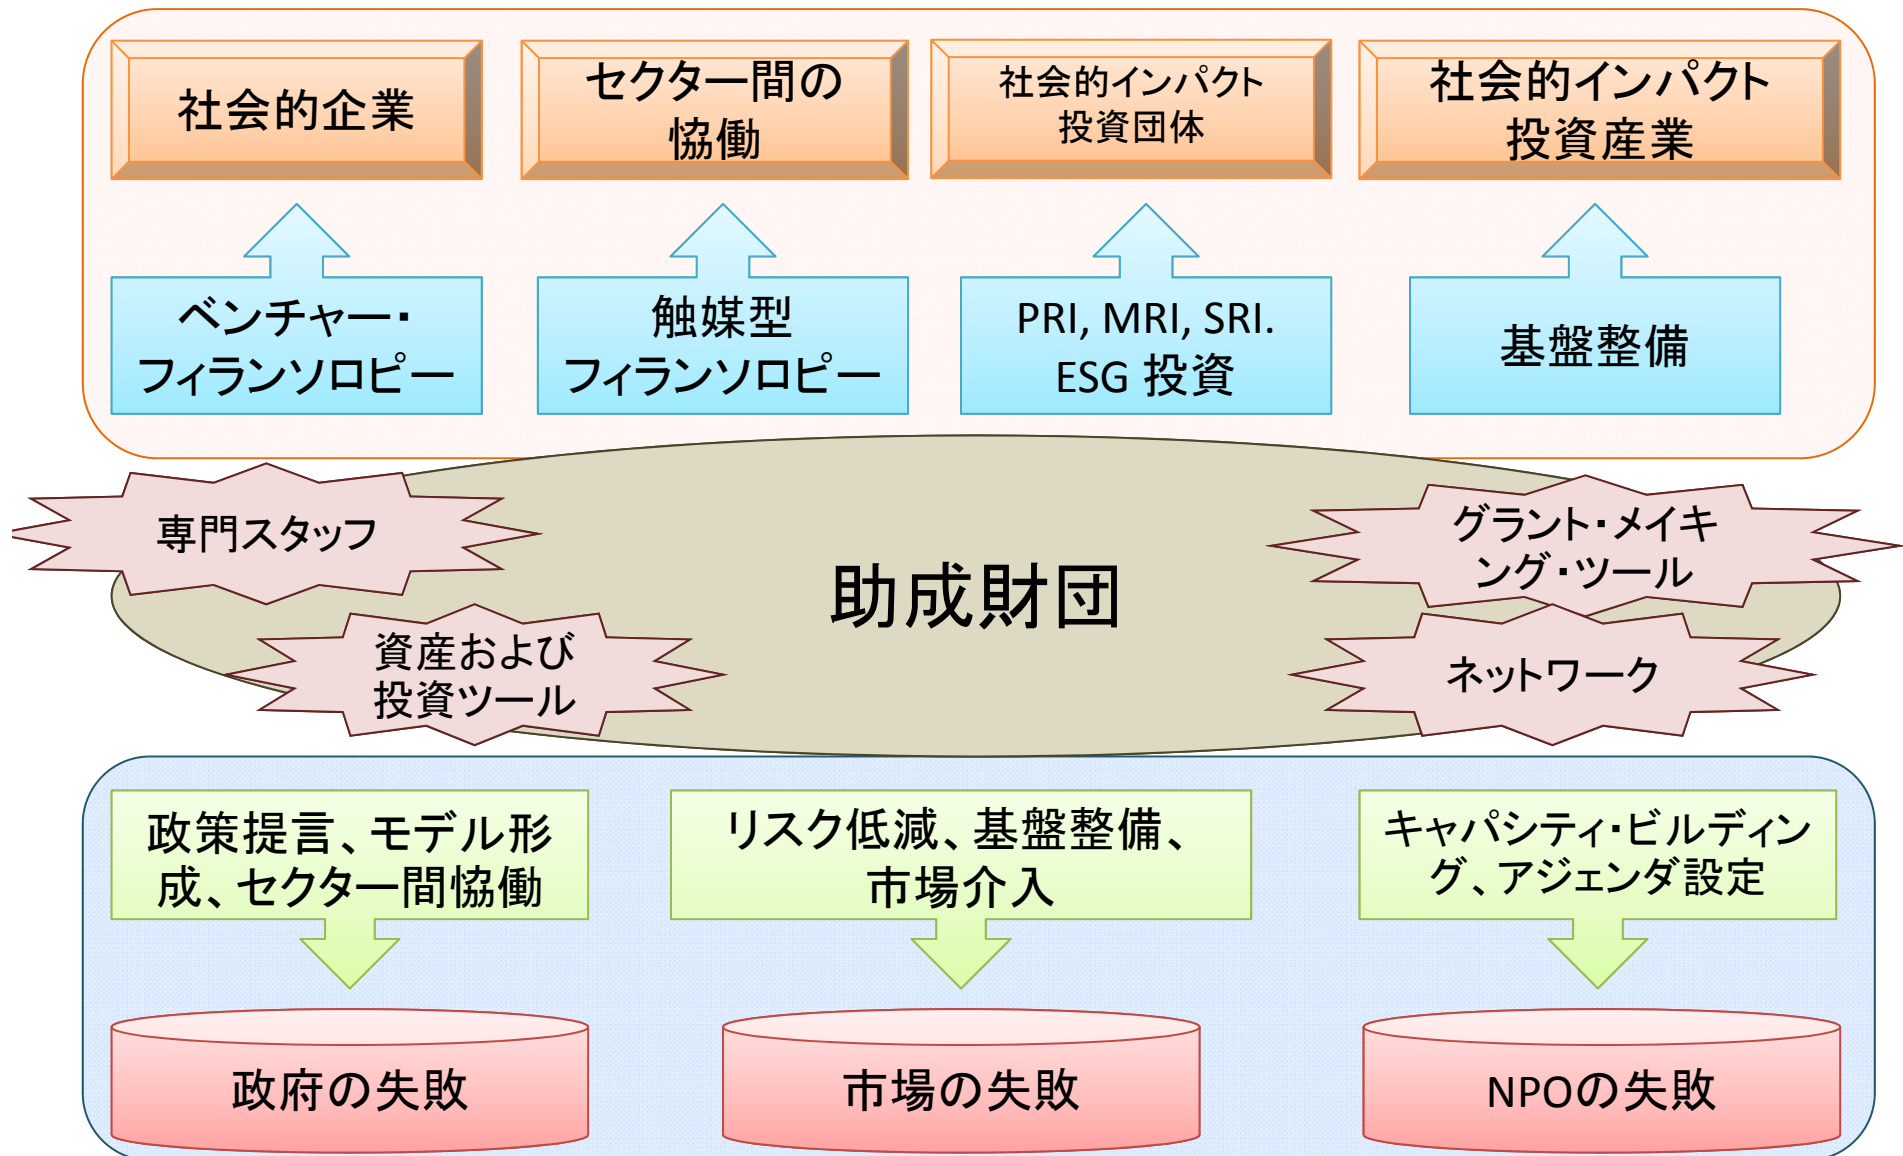 社会的企業
セクター間の
恊働
社会的インパクト
投資団体
社会的インパクト
投資産業
ベンチャー・
フィランソロピー
触媒型
フィランソロピー
PRI, MRI, SRI.
ESG 投資
基盤整備
専門スタッフ
グラント・メイキ
ング・ツール
助成財団
資産および
投資ツール
ネットワーク
政策提言、モデル形
成、セクター間恊働
リスク低減、基盤整備、
市場介入
キャパシティ・ビルディン
グ、アジェンダ設定
政府の失敗
市場の失敗
NPOの失敗